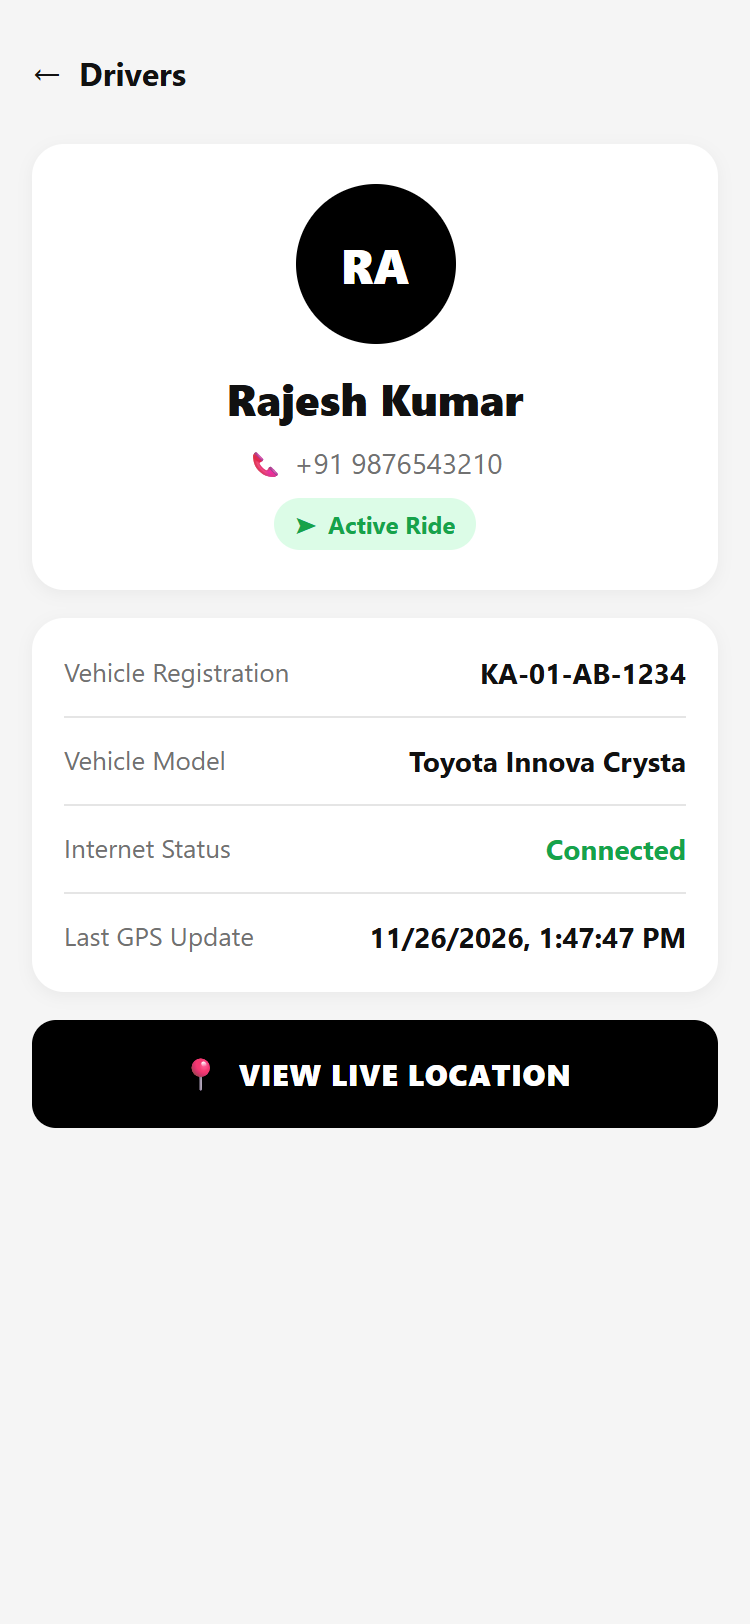 ← Drivers
RA
Rajesh Kumar
📞 +91 9876543210
➤ Active Ride
Vehicle Registration KA-01-AB-1234
Vehicle Model Toyota Innova Crysta
Internet Status Connected
Last GPS Update 11/26/2026, 1:47:47 PM
📍 VIEW LIVE LOCATION